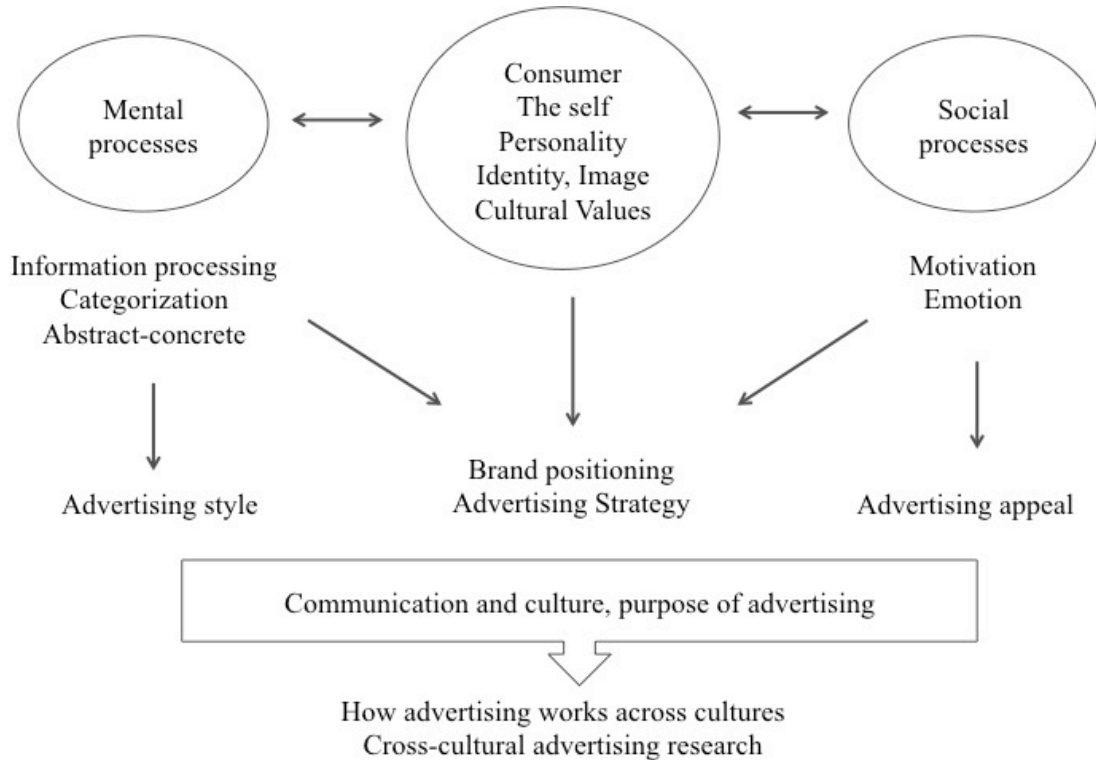 Mental
processes
Consumer
The self
Personality
Identity, Image
Cultural Values
Social
processes
Information processing
Categorization
Abstract-concrete
Motivation
Emotion
Advertising style
Brand positioning
Advertising Strategy
Advertising appeal
Communication and culture, purpose of advertising
How advertising works across cultures
Cross-cultural advertising research